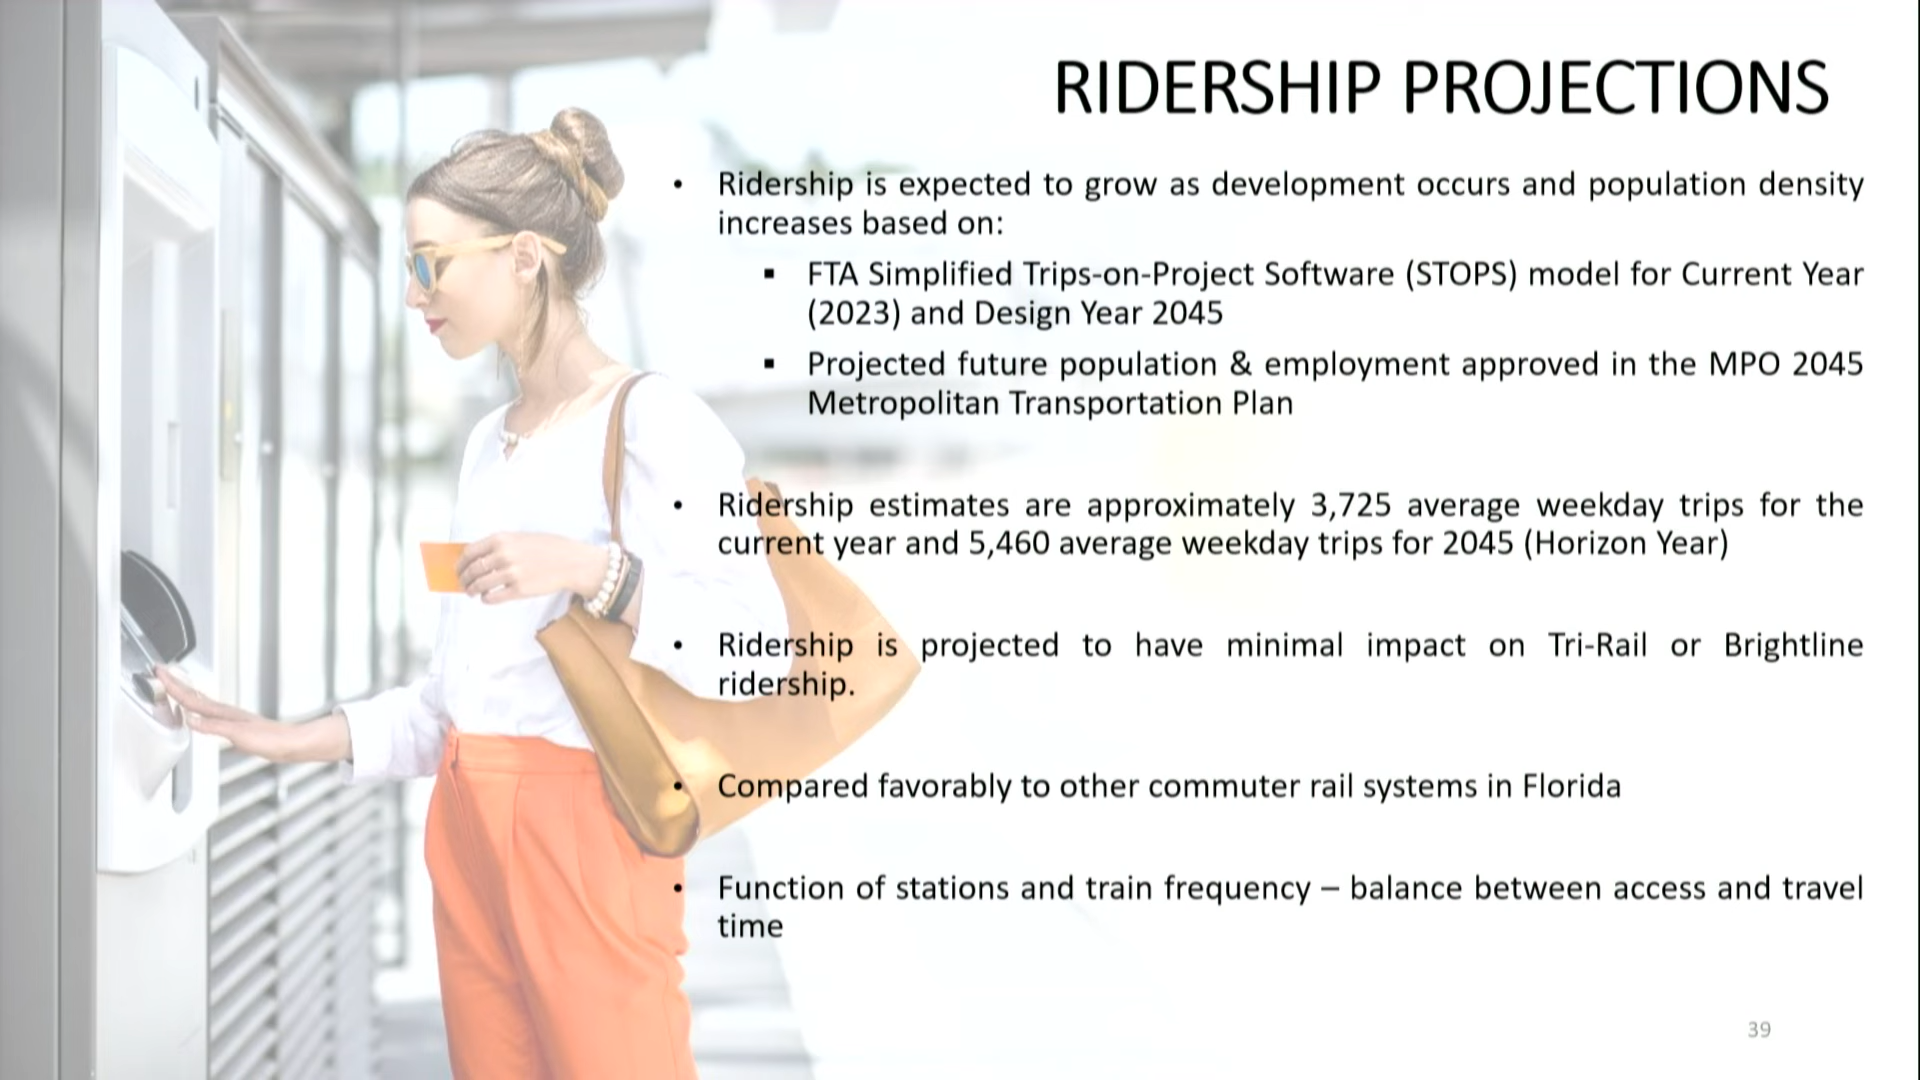 RIDERSHIP PROJECTIONS
• Ridership is expected to grow as development occurs and population density
increases based on:
▪ FTA Simplified Trips-on-Project Software (STOPS) model for Current Year
(2023) and Design Year 2045
▪ Projected future population & employment approved in the MPO 2045
Metropolitan Transportation Plan
• Ridership estimates are approximately 3,725 average weekday trips for the
current year and 5,460 average weekday trips for 2045 (Horizon Year)
• Ridership is projected to have minimal impact on Tri-Rail or Brightline
ridership.
• Compared favorably to other commuter rail systems in Florida
• Function of stations and train frequency – balance between access and travel
time
39